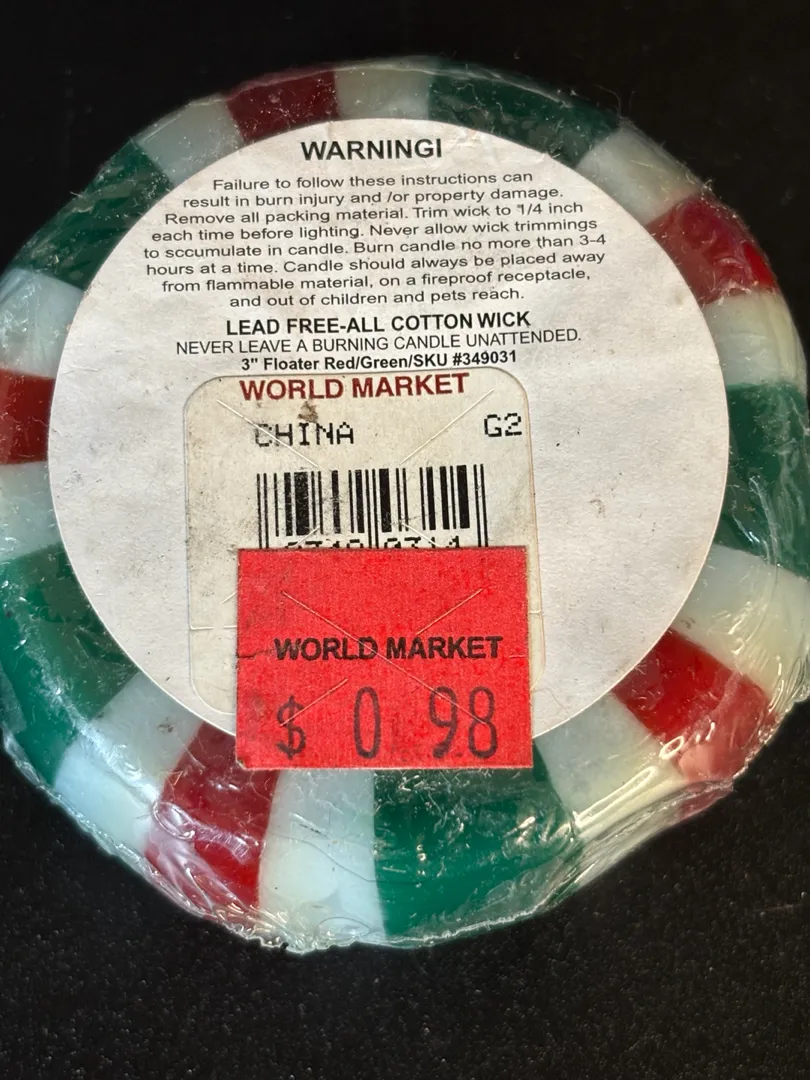 WARNING!
Failure to follow these instructions can
result in burn injury and /or property damage.
Remove all packing material. Trim wick to 1/4 inch
each time before lighting. Never allow wick trimmings
to sccumulate in candle. Burn candle no more than 3-4
hours at a time. Candle should always be placed away
from flammable material, on a fireproof receptacle,
and out of children and pets reach.
LEAD FREE-ALL COTTON WICK
NEVER LEAVE A BURNING CANDLE UNATTENDED.
3" Floater Red/Green/SKU #349031
WORLD MARKET
CHINA G2
WORLD MARKET
$ 0 98